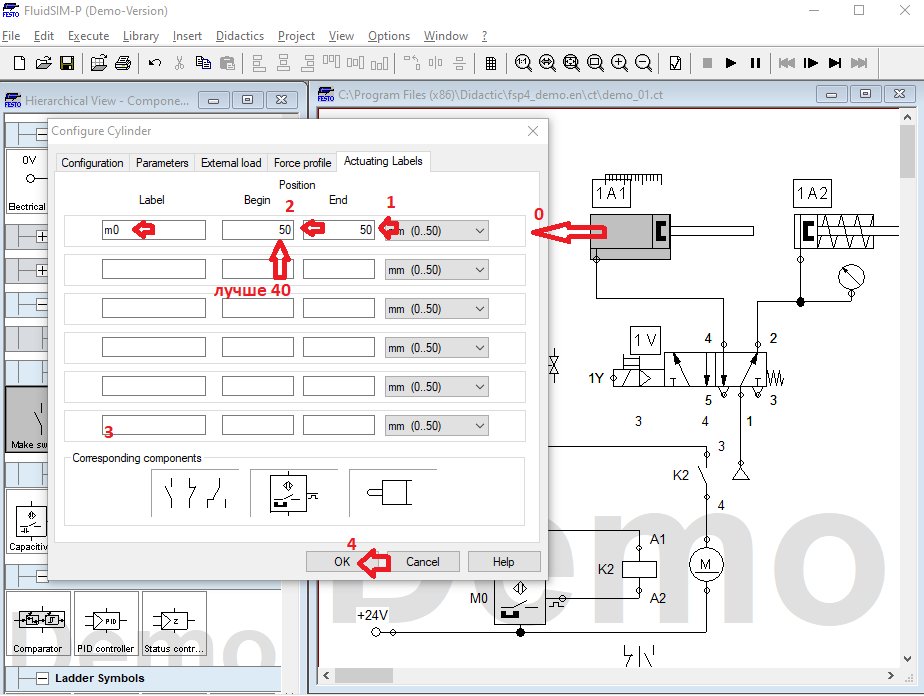 FESTO FluidSIM-P (Demo-Version)
File Edit Execute Library Insert Didactics Project View Options Window ?
FESTO Hierarchical View - Compone...
FESTO C:\Program Files (x86)\Didactic\fsp4_demo.en\ct\demo_01.ct
0V
Electrical
Make sw
Capacitiv
Comparator
PID
PID controller
Z
Status contr...
Ladder Symbols
Configure Cylinder
Configuration Parameters External load Force profile Actuating Labels
Position
Label Begin 2 End 1
m0 50 50 m (0..50) 0
mm (0..50)
лучше 40
mm (0..50)
mm (0..50)
mm (0..50)
mm (0..50)
3
Corresponding components
4
OK Cancel Help
1A1 1A2
1V 4 2
1Y
5 3
3 4 1
3
K2
4
A1
K2 M
A2
M0
+24V
Demo
Demo